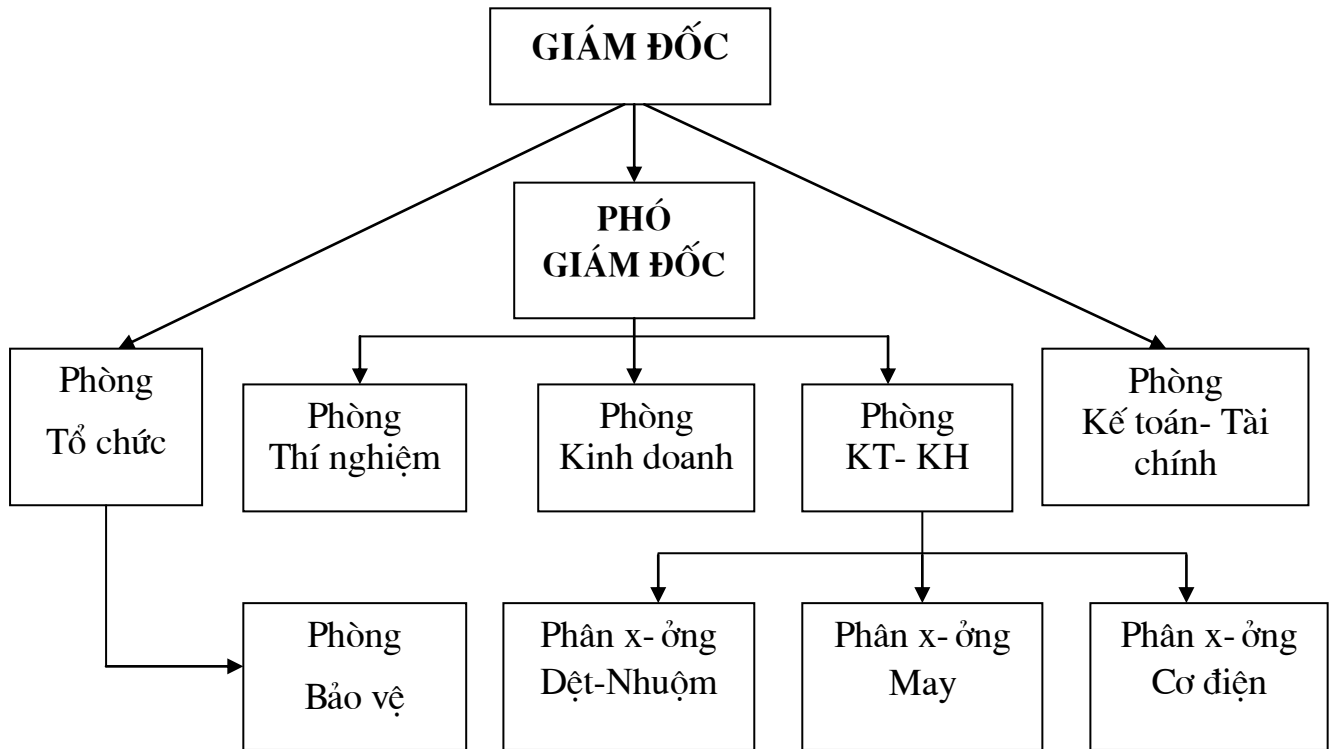 GIÁM ĐỐC
PHÓ
GIÁM ĐỐC
Phòng
Tổ chức
Phòng
Thí nghiệm
Phòng
Kinh doanh
Phòng
KT- KH
Phòng
Kế toán- Tài
chính
Phòng
Bảo vệ
Phân x- ởng
Dệt-Nhuộm
Phân x- ởng
May
Phân x- ởng
Cơ điện